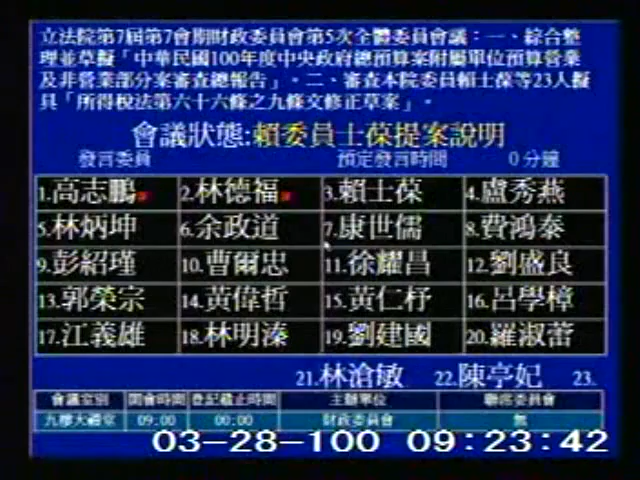 立法院第7屆第7會期財政委員會第5次全體委員會議：一、綜合整
理並草擬「中華民國100年度中央政府總預算案附屬單位預算營業
及非營業部分案審查總報告」。二、審查本院委員賴士葆等23人擬
具「所得稅法第六十六條之九條文修正草案」。
會議狀態:賴委員士葆提案說明
發言委員 預定發言時間 0分鐘
1.高志鵬 2.林德福 3.賴士葆 4.盧秀燕
5.林炳坤 6.余政道 7.康世儒 8.費鴻泰
9.彭紹瑾 10.曹爾忠 11.徐耀昌 12.劉盛良
13.郭榮宗 14.黃偉哲 15.黃仁杼 16.呂學樟
17.江義雄 18.林明溱 19.劉建國 20.羅淑蕾
21.林滄敏 22.陳亭妃 23.
會議室別 開會時間 登記截止時間 主辦單位 聯席委員會
九樓大禮堂 09:00 00:00 財政委員會 無
03-28-100 09:23:42